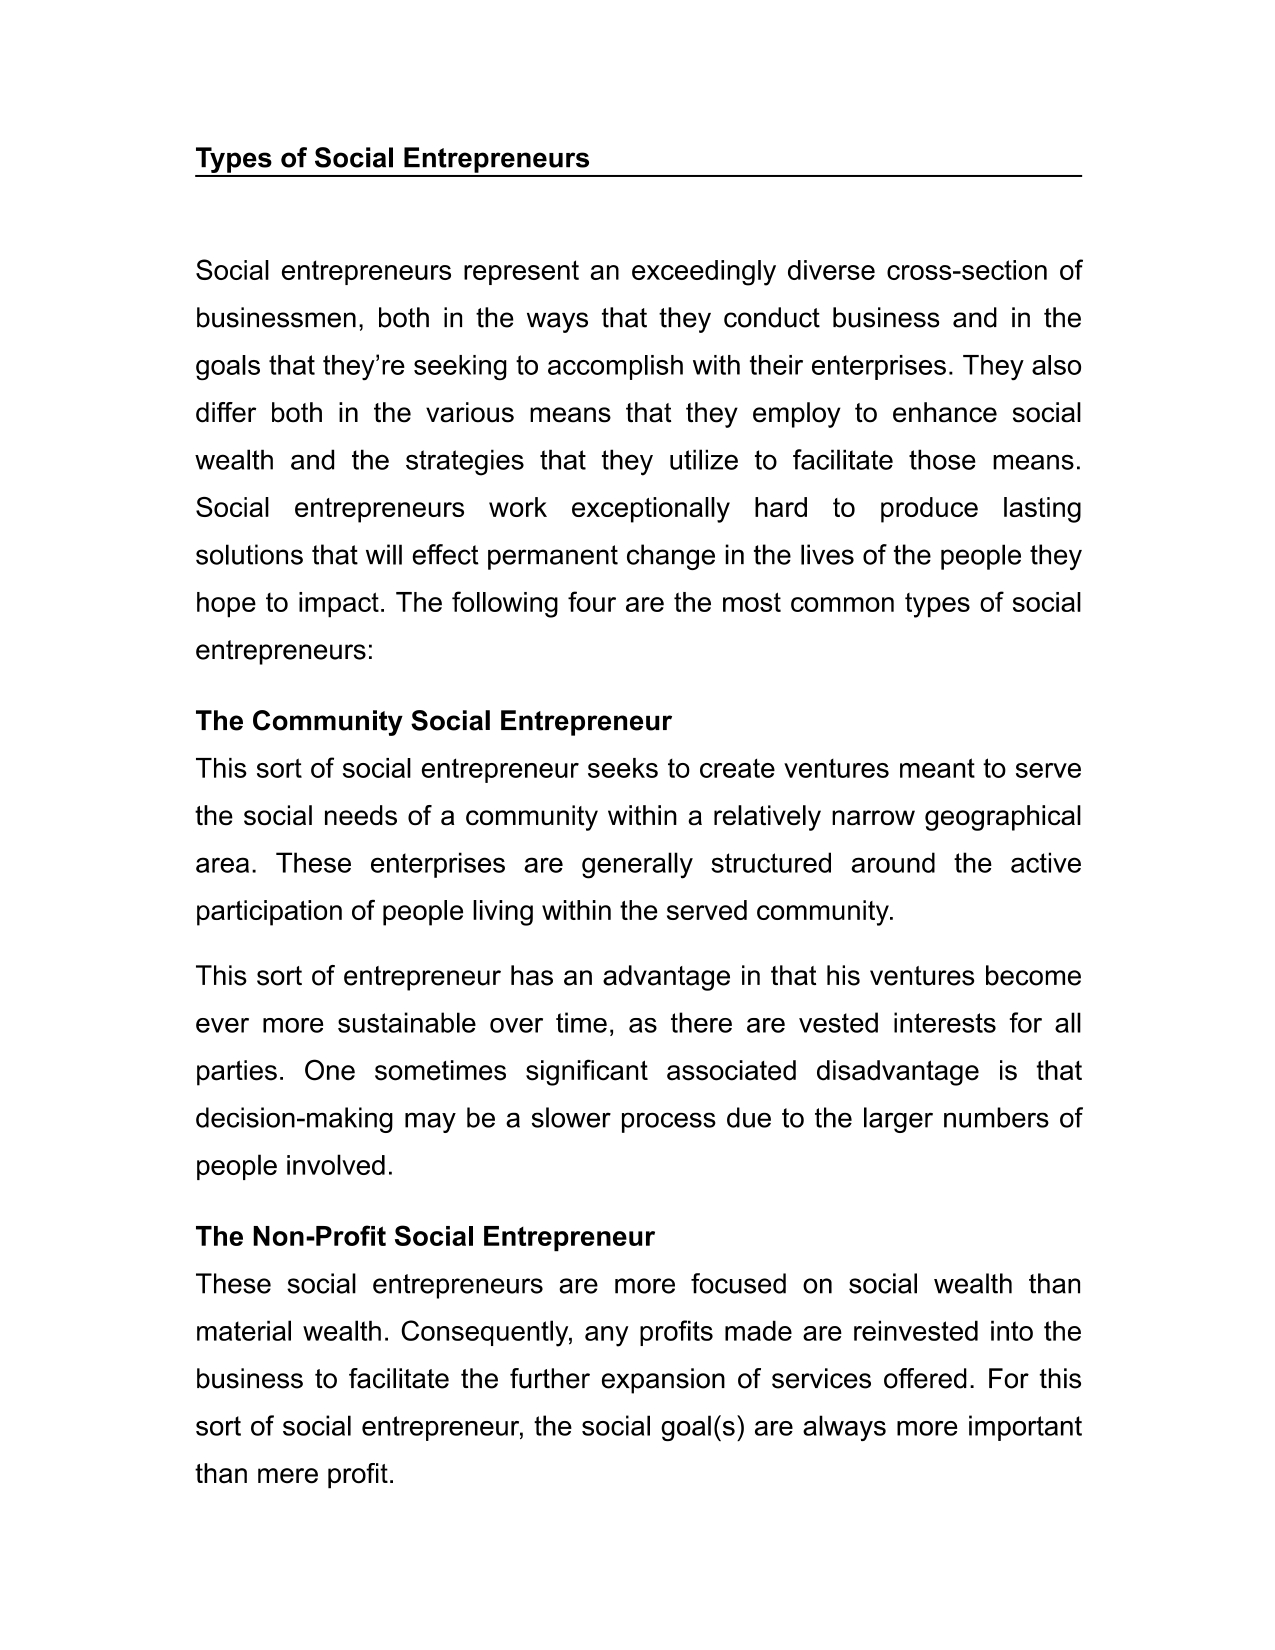 Types of Social Entrepreneurs
Social entrepreneurs represent an exceedingly diverse cross-section of
businessmen, both in the ways that they conduct business and in the
goals that they’re seeking to accomplish with their enterprises. They also
differ both in the various means that they employ to enhance social
wealth and the strategies that they utilize to facilitate those means.
Social entrepreneurs work exceptionally hard to produce lasting
solutions that will effect permanent change in the lives of the people they
hope to impact. The following four are the most common types of social
entrepreneurs:
The Community Social Entrepreneur
This sort of social entrepreneur seeks to create ventures meant to serve
the social needs of a community within a relatively narrow geographical
area. These enterprises are generally structured around the active
participation of people living within the served community.
This sort of entrepreneur has an advantage in that his ventures become
ever more sustainable over time, as there are vested interests for all
parties. One sometimes significant associated disadvantage is that
decision-making may be a slower process due to the larger numbers of
people involved.
The Non-Profit Social Entrepreneur
These social entrepreneurs are more focused on social wealth than
material wealth. Consequently, any profits made are reinvested into the
business to facilitate the further expansion of services offered. For this
sort of social entrepreneur, the social goal(s) are always more important
than mere profit.